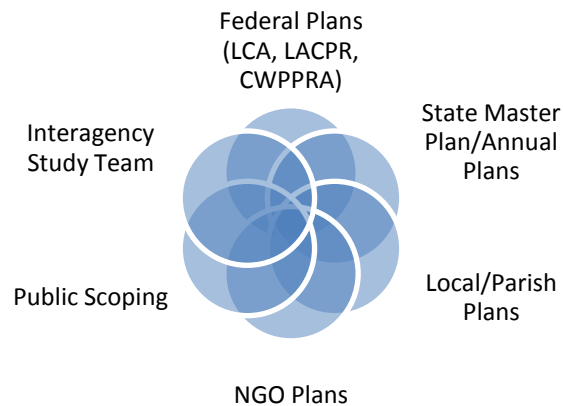 Federal Plans
(LCA, LACPR,
CWPPRA)
State Master
Plan/Annual
Plans
Interagency
Study Team
Local/Parish
Plans
Public Scoping
NGO Plans